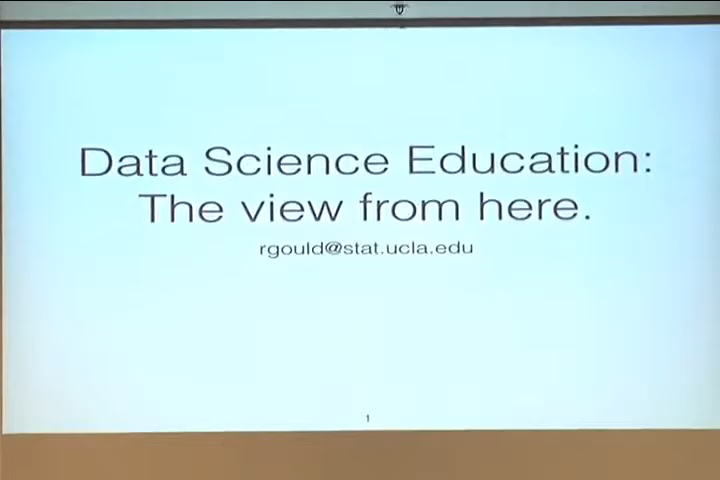 Data Science Education:
The view from here.
rgould@stat.ucla.edu
1